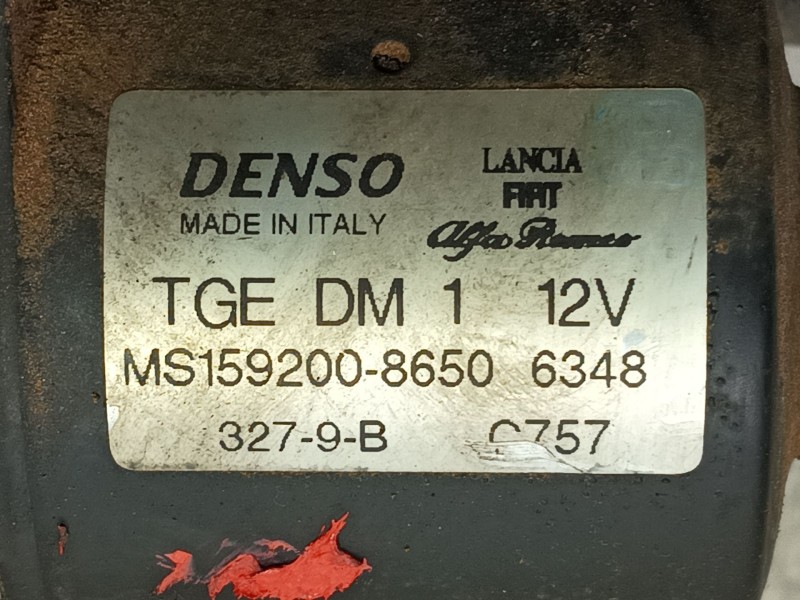 DENSO
MADE IN ITALY
LANCIA
FIAT
Alfa Romeo
TGE DM 1 12V
MS159200-8650 6348
327-9-B